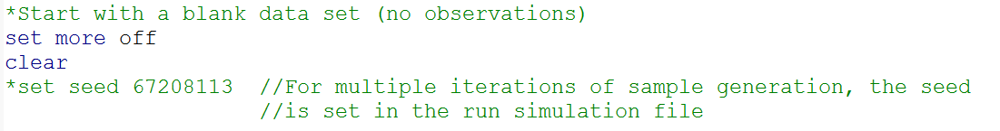 *Start with a blank data set (no observations)
set more off
clear
*set seed 67208113  //For multiple iterations of sample generation, the seed
//is set in the run simulation file